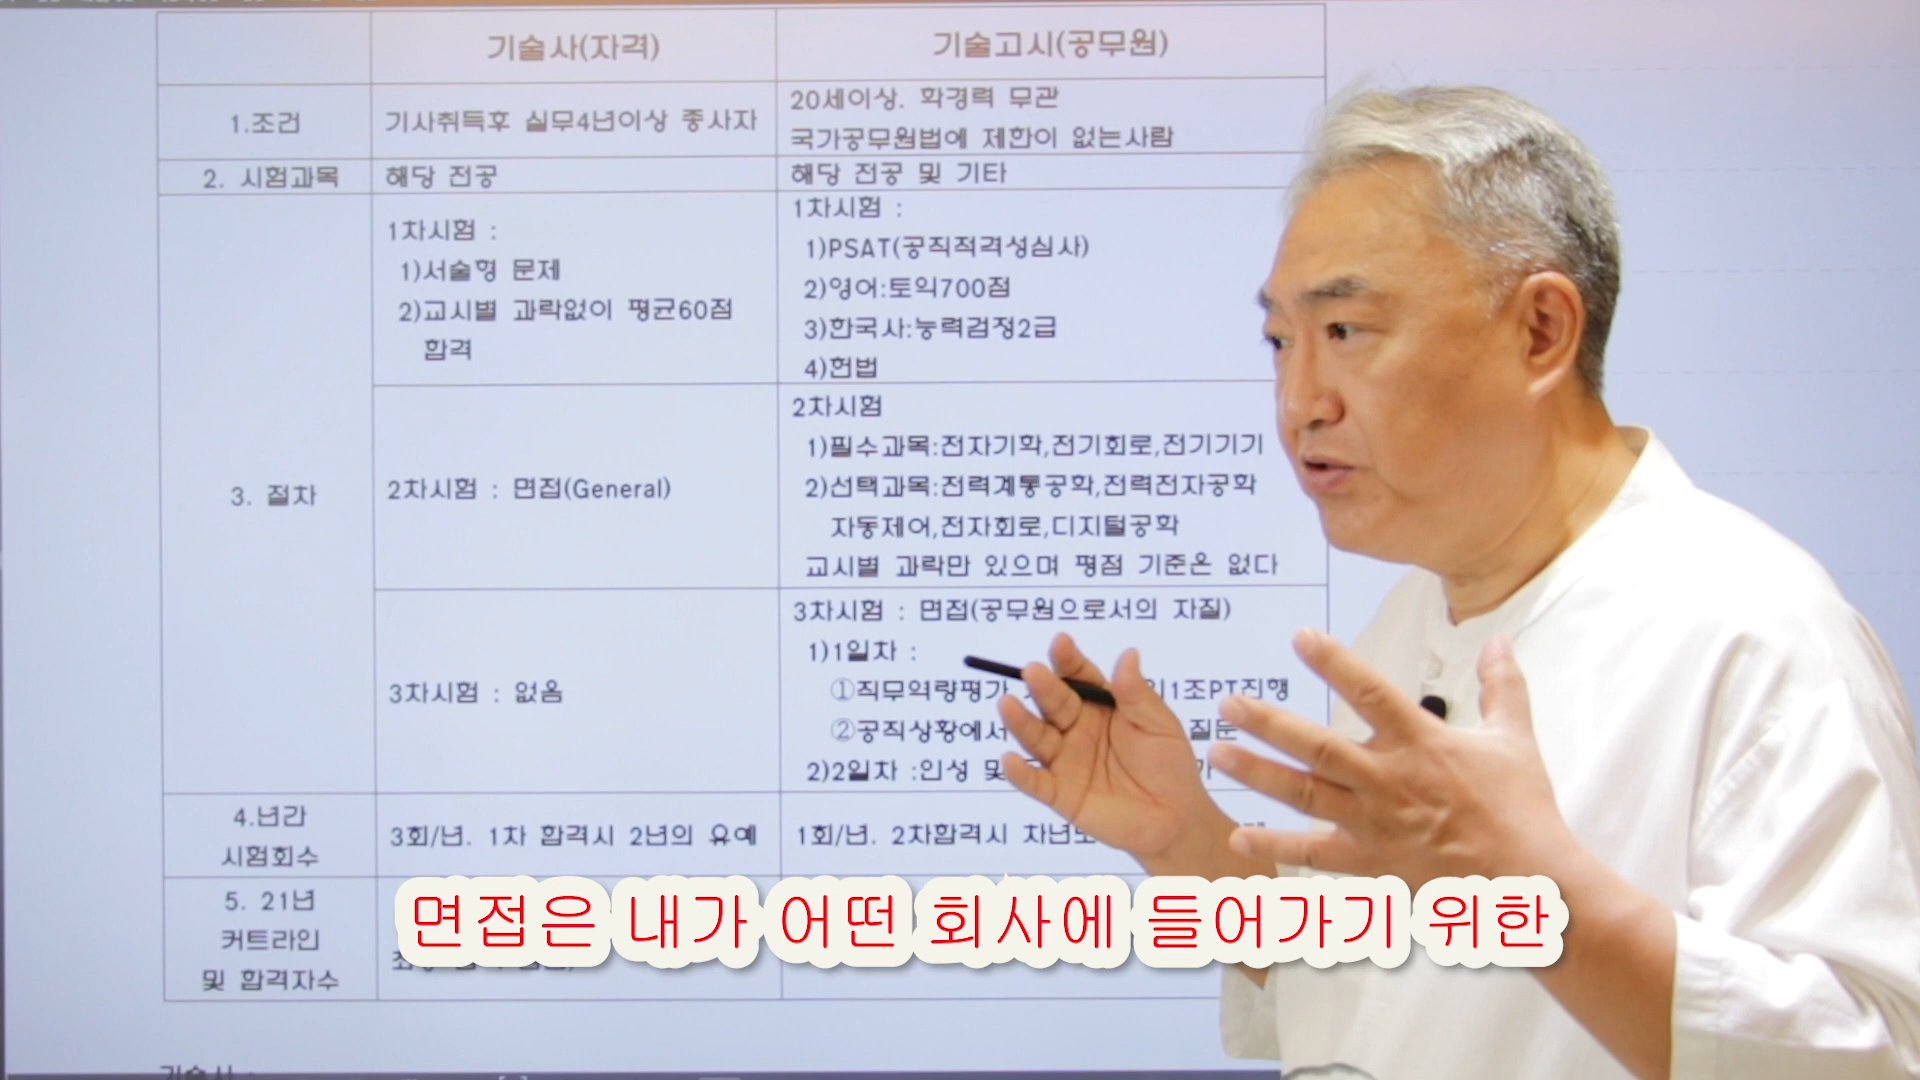 기술사(자격)
기술고시(공무원)
1.조건
기사취득후 실무4년이상 종사자
20세이상. 학경력 무관
국가공무원법에 제한이 없는사람
2. 시험과목
해당 전공
해당 전공 및 기타
3. 절차
1차시험 :
1)서술형 문제
2)교시별 과락없이 평균60점
합격
1차시험 :
1)PSAT(공직적격성심사)
2)영어:토익700점
3)한국사:능력검정2급
4)헌법
2차시험 : 면접(General)
2차시험
1)필수과목:전자기학,전기회로,전기기기
2)선택과목:전력계통공학,전력전자공학
자동제어,전자회로,디지털공학
교시별 과락만 있으며 평점 기준은 없다
3차시험 : 없음
3차시험 : 면접(공무원으로서의 자질)
1)1일차 :
①직무역량평가 1조PT진행
②공직상황에서 질문
2)2일차 :인성 및
4.년간
시험회수
3회/년. 1차 합격시 2년의 유예
1회/년. 2차합격시
5. 21년
커트라인
및 합격자수
면접은 내가 어떤 회사에 들어가기 위한
기술사 :